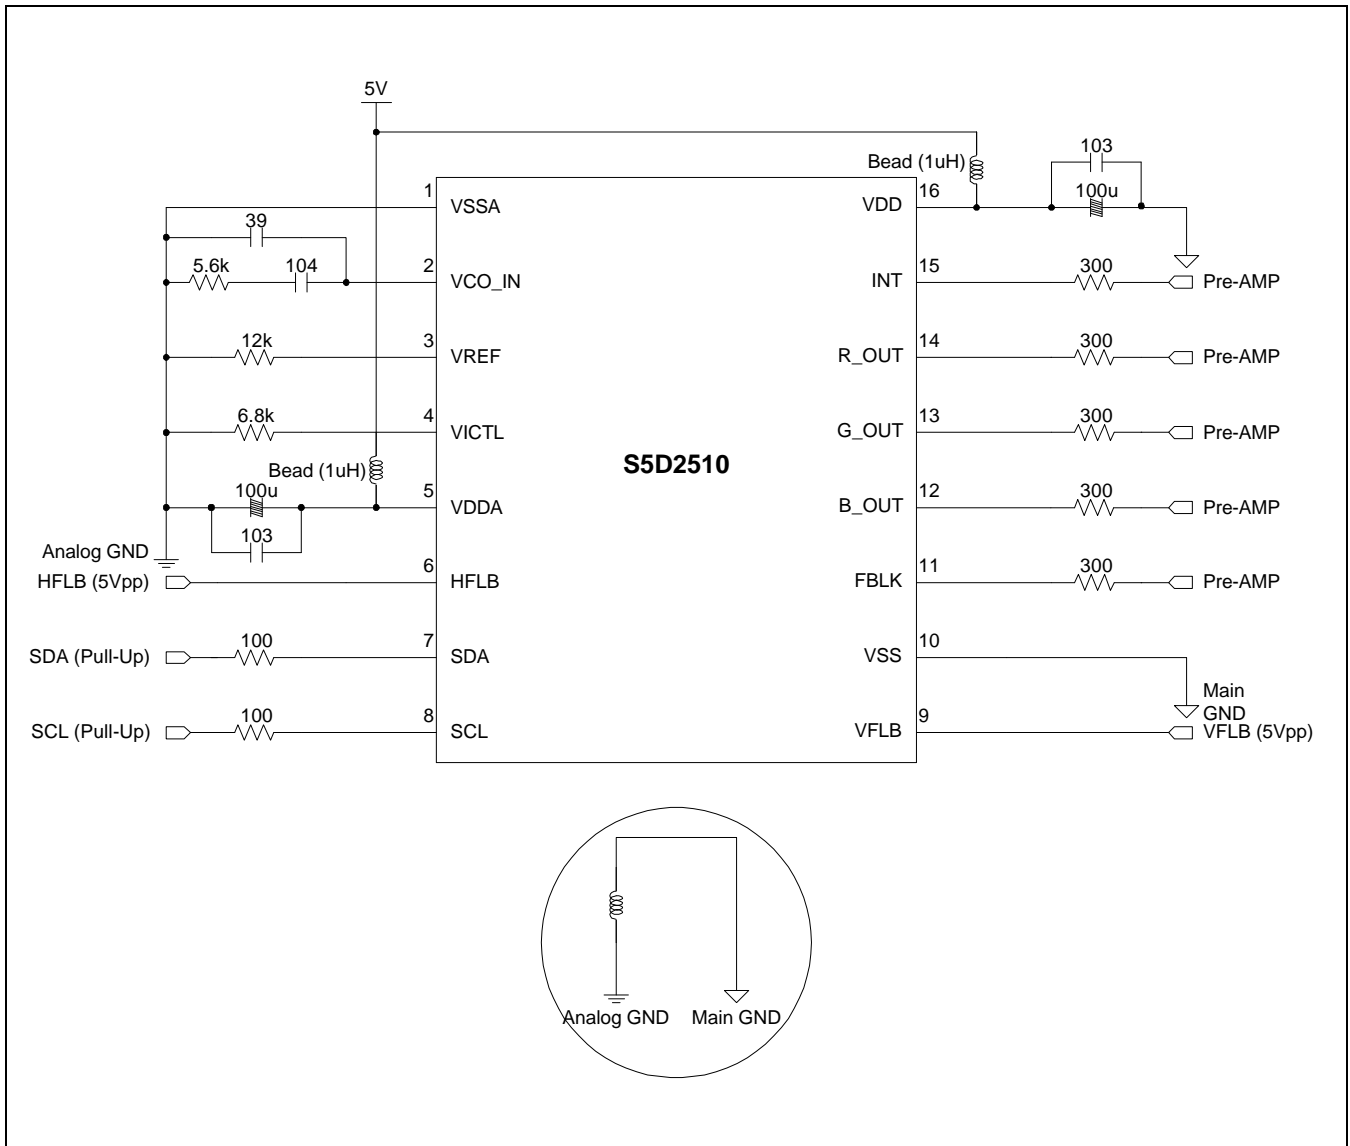 5V
Bead (1uH)
103
100u
1
VSSA
VDD
16
39
5.6k
104
2
VCO_IN
INT
15
300
Pre-AMP
12k
3
VREF
R_OUT
14
300
Pre-AMP
6.8k
4
VICTL
G_OUT
13
300
Pre-AMP
S5D2510
Bead (1uH)
100u
5
VDDA
B_OUT
12
300
Pre-AMP
103
Analog GND
HFLB (5Vpp)
6
HFLB
FBLK
11
300
Pre-AMP
SDA (Pull-Up)
100
7
SDA
VSS
10
Main
GND
SCL (Pull-Up)
100
8
SCL
VFLB
9
VFLB (5Vpp)
Analog GND
Main GND